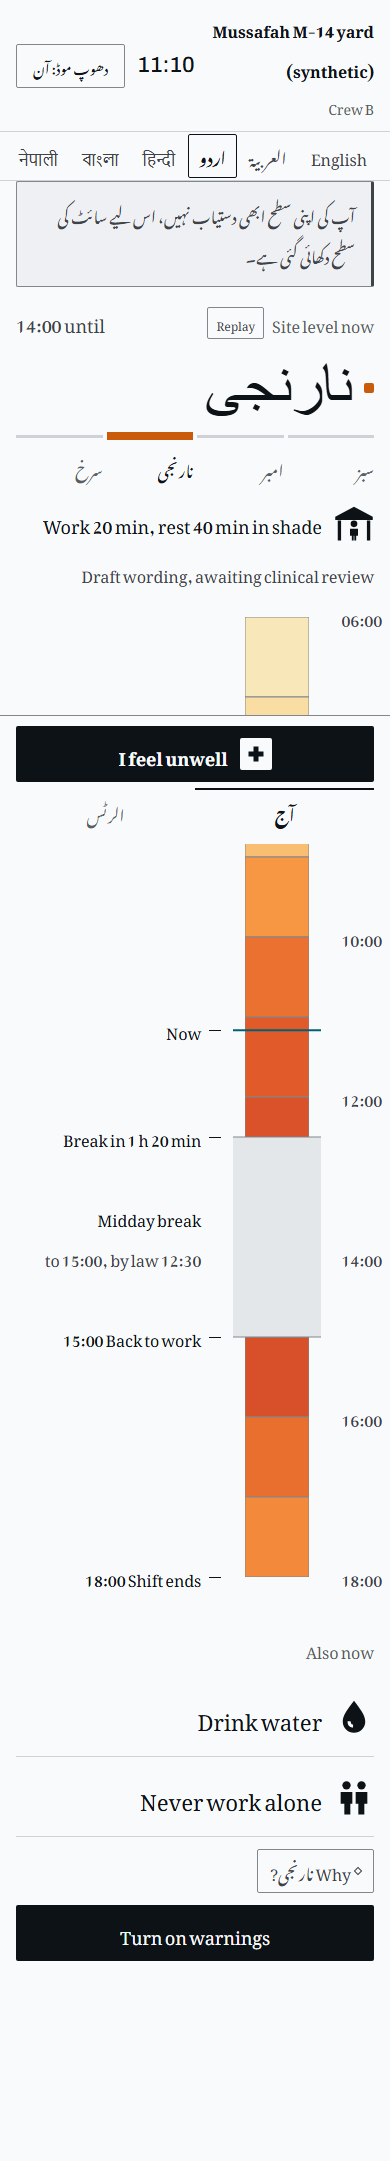 Mussafah M-14 yard
(synthetic)
Crew B
11:10
دھوپ موڈ: آن
English
العربية
اردو
हिन्दी
বাংলা
नेपाली
آپ کی اپنی سطح ابھی دستیاب نہیں، اس لیے سائٹ کی
سطح دکھائی گئی ہے۔
Site level now
Replay
14:00 until
نارنجی
سبز
امبر
نارنجی
سرخ
Work 20 min, rest 40 min in shade
Draft wording, awaiting clinical review
06:00
I feel unwell
آج
الرٹس
10:00
Now
12:00
Break in 1 h 20 min
Midday break
to 15:00, by law 12:30
14:00
15:00 Back to work
16:00
18:00 Shift ends
18:00
Also now
Drink water
Never work alone
Why نارنجی?
Turn on warnings